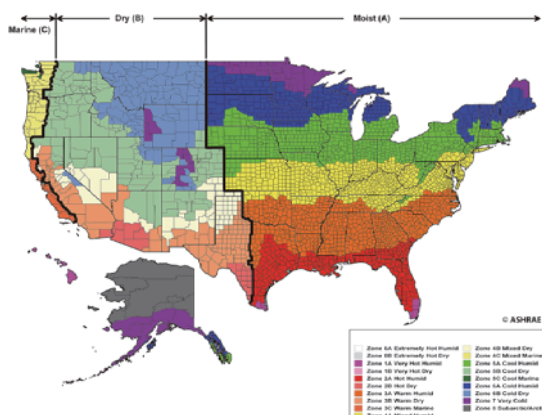 Marine (C)
Dry (B)
Moist (A)
© ASHRAE
Zone 0A Extremely Hot Humid
Zone 0B Extremely Hot Dry
Zone 1A Very Hot Humid
Zone 1B Very Hot Dry
Zone 2A Hot Humid
Zone 2B Hot Dry
Zone 3A Warm Humid
Zone 3B Warm Dry
Zone 3C Warm Marine
Zone 4B Mixed Dry
Zone 4C Mixed Marine
Zone 5A Cool Humid
Zone 5B Cool Dry
Zone 5C Cool Marine
Zone 6A Cold Humid
Zone 6B Cold Dry
Zone 7 Very Cold
Zone 8 Subarctic/Arctic